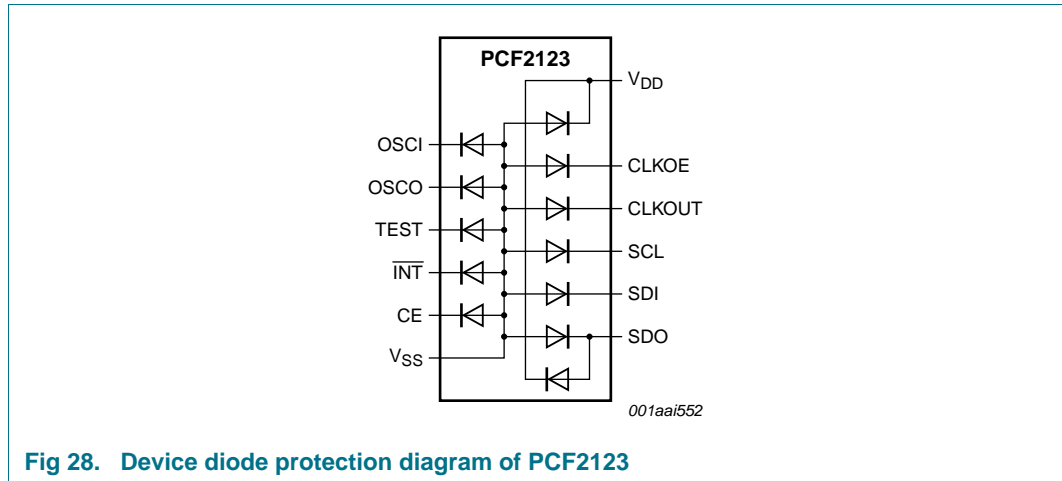 PCF2123
VDD
OSCI
CLKOE
OSCO
CLKOUT
TEST
SCL
INT
SDI
CE
SDO
VSS
001aai552
Fig 28. Device diode protection diagram of PCF2123